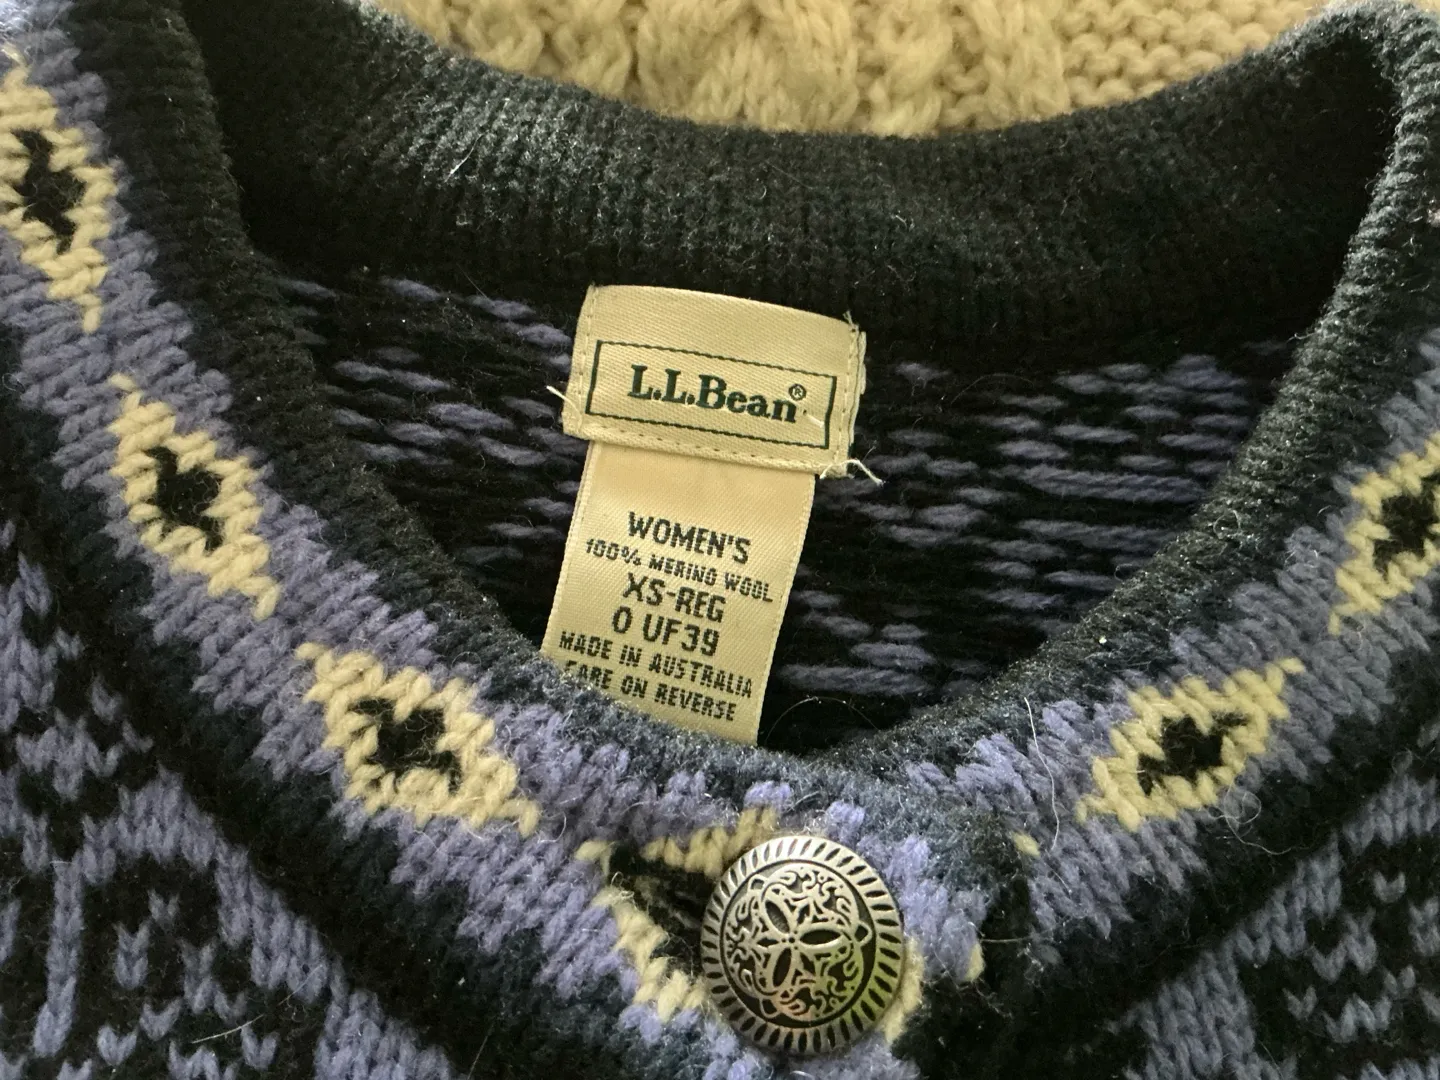 L.L.Bean®
WOMEN'S
100% MERINO WOOL
XS-REG
0 UF39
MADE IN AUSTRALIA
CARE ON REVERSE